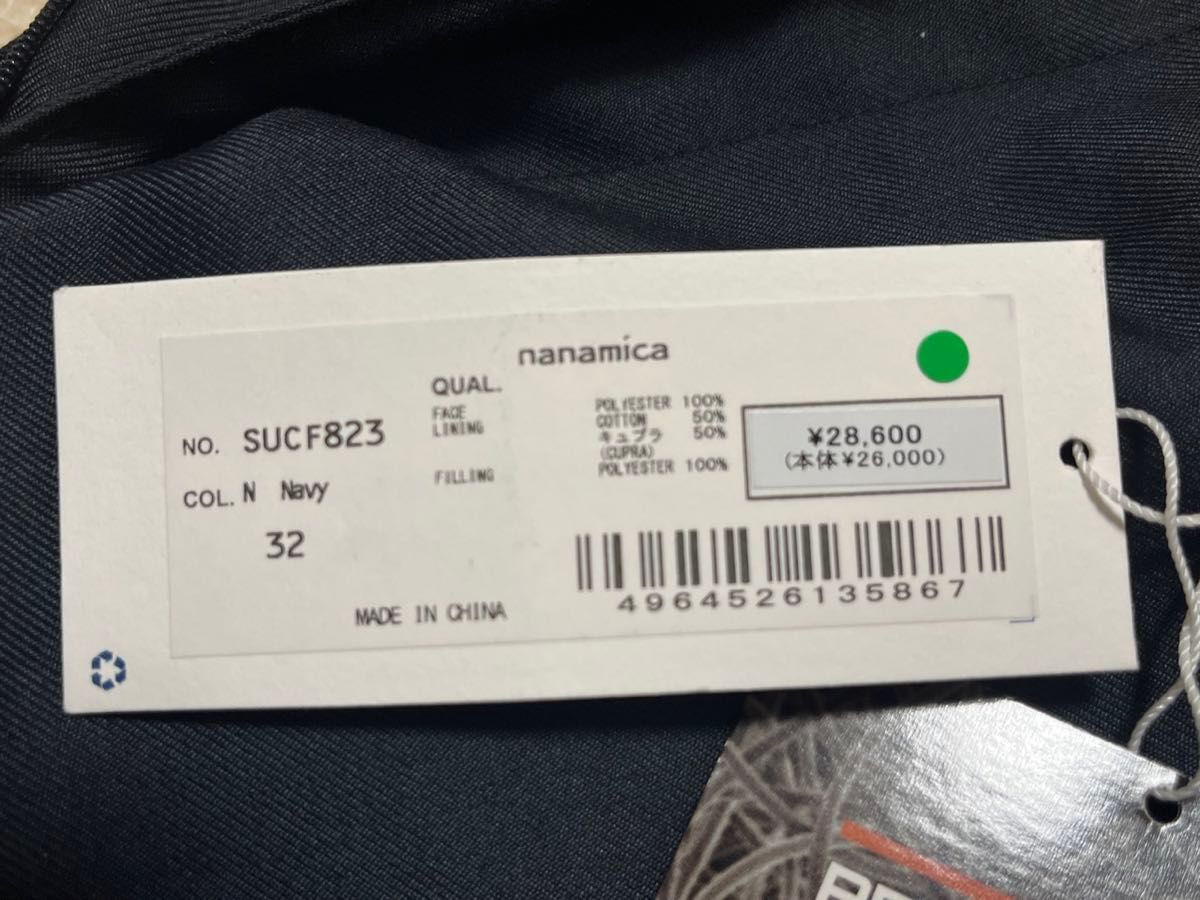 nanamica
QUAL.
NO. SUCF823
FACE POLYESTER 100%
LINING COTTON 50%
キュプラ 50%
(CUPRA)
FILLING POLYESTER 100%
¥28,600
(本体¥26,000)
COL. N Navy
32
MADE IN CHINA
4964526135867